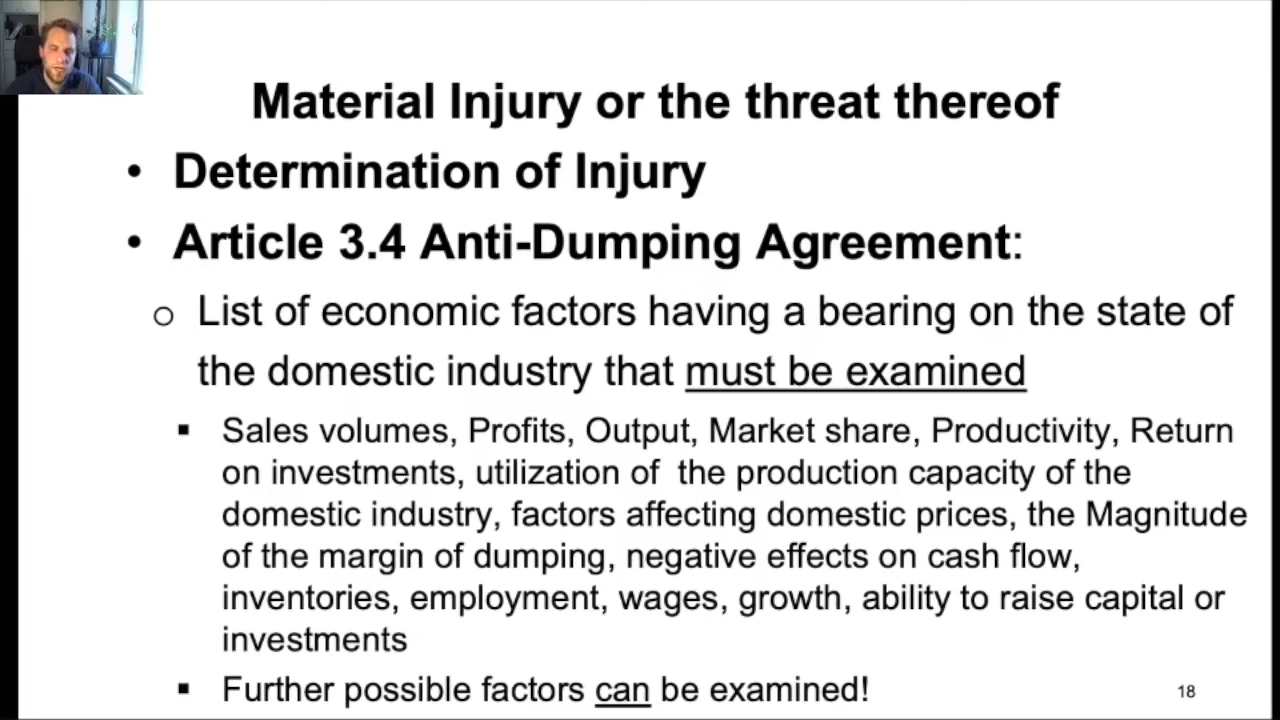 Material Injury or the threat thereof
• Determination of Injury
• Article 3.4 Anti-Dumping Agreement:
o List of economic factors having a bearing on the state of
the domestic industry that must be examined
▪ Sales volumes, Profits, Output, Market share, Productivity, Return
on investments, utilization of the production capacity of the
domestic industry, factors affecting domestic prices, the Magnitude
of the margin of dumping, negative effects on cash flow,
inventories, employment, wages, growth, ability to raise capital or
investments
▪ Further possible factors can be examined!
18